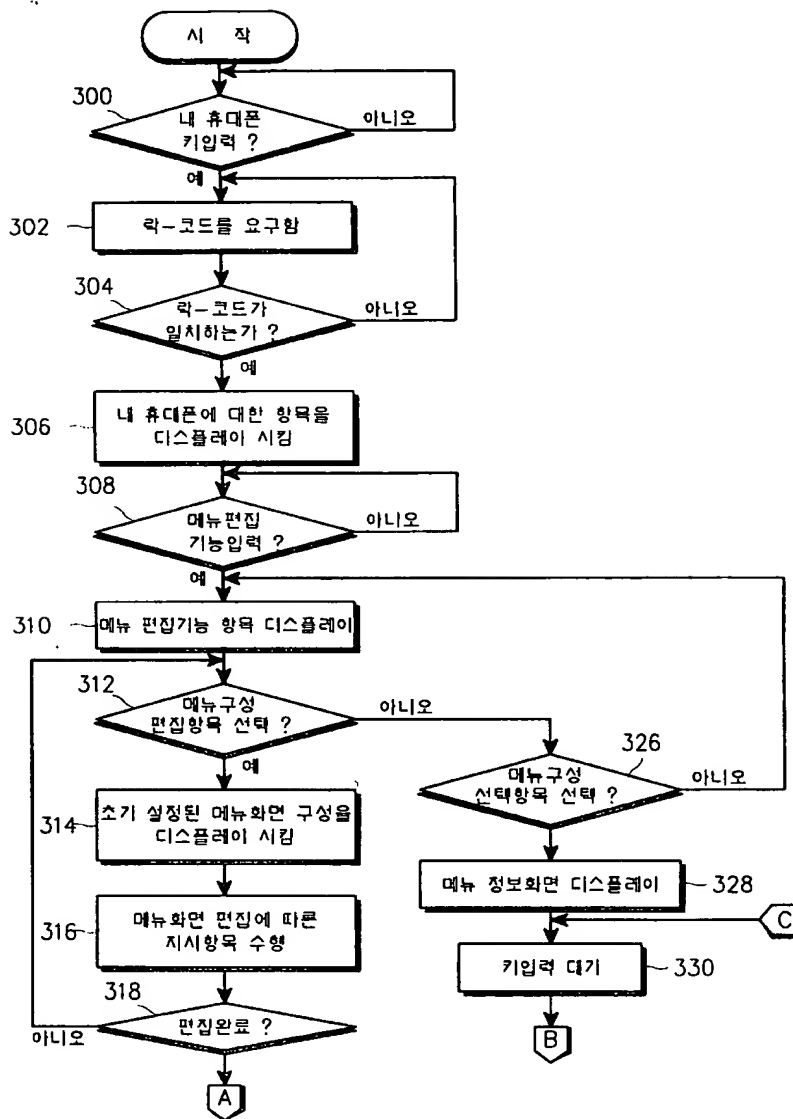 시 작
300
내 휴대폰
키입력 ?
아니오
예
302
락-코드를 요구함
304
락-코드가
일치하는가 ?
아니오
예
306
내 휴대폰에 대한 항목을
디스플레이 시킴
308
메뉴편집
기능입력 ?
아니오
예
310
메뉴 편집기능 항목 디스플레이
312
메뉴구성
편집항목 선택 ?
아니오
예
326
메뉴구성
선택항목 선택 ?
아니오
314
초기 설정된 메뉴화면 구성을
디스플레이 시킴
메뉴 정보화면 디스플레이
328
316
메뉴화면 편집에 따른
지시항목 수행
C
키입력 대기
330
318
편집완료 ?
아니오
B
A